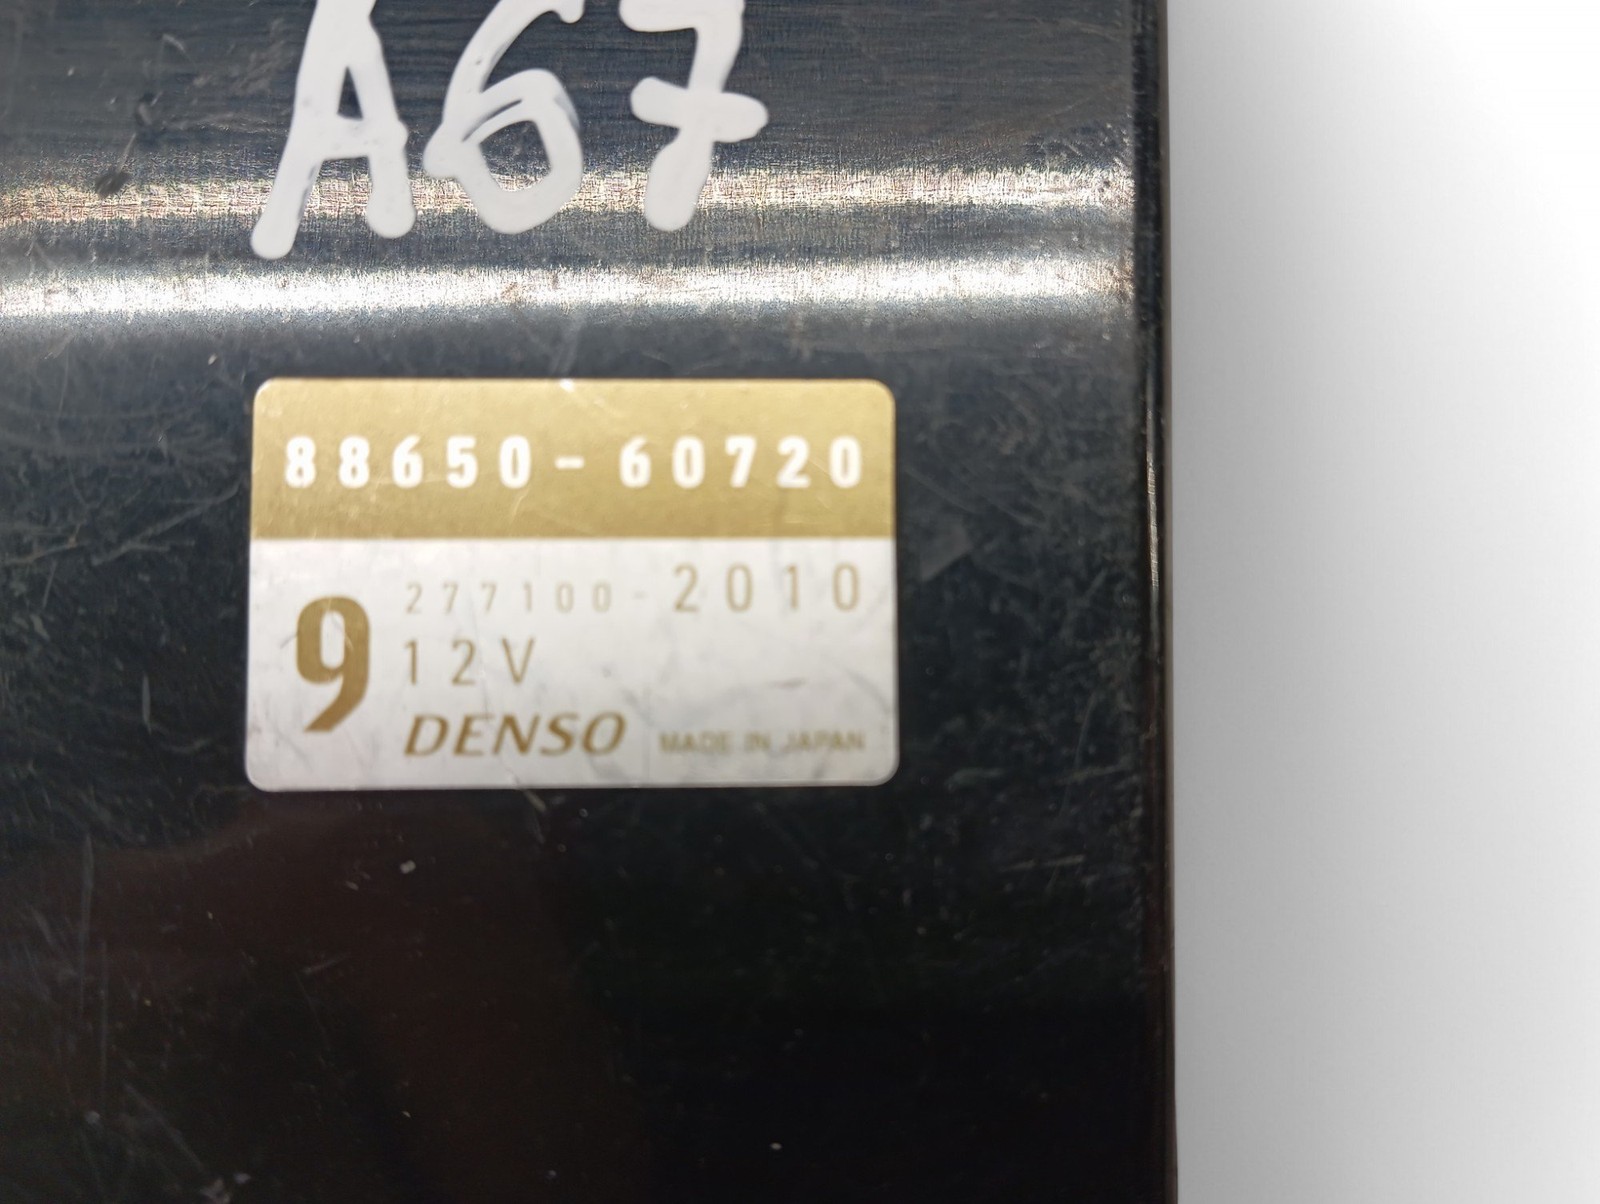 A67
88650-60720
9
277100-2010
12V
DENSO MADE IN JAPAN